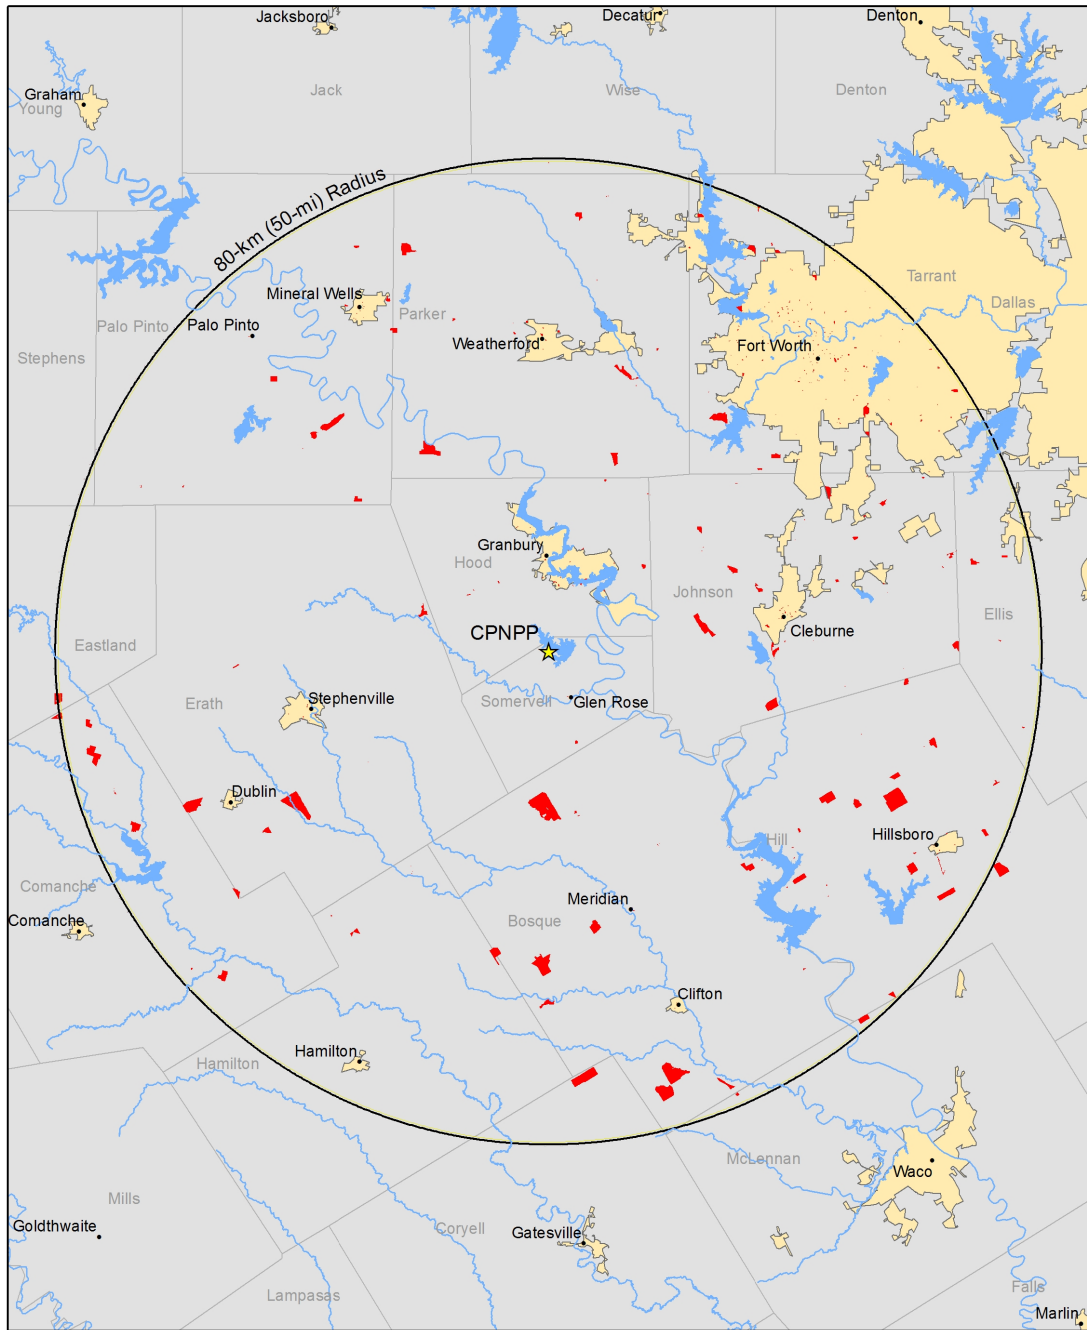 Jacksboro
Decatur
Denton
Graham
Young
Jack
Wise
Denton
80-km (50-mi) Radius
Tarrant
Dallas
Mineral Wells
Parker
Palo Pinto
Palo Pinto
Stephens
Weatherford
Fort Worth
Granbury
Hood
Johnson
Ellis
CPNPP
Cleburne
Eastland
Erath
Stephenville
Somervell
Glen Rose
Dublin
Hill
Hillsboro
Comanche
Comanche
Meridian
Bosque
Clifton
Hamilton
Hamilton
McLennan
Waco
Mills
Goldthwaite
Coryell
Gatesville
Lampasas
Falls
Marlin